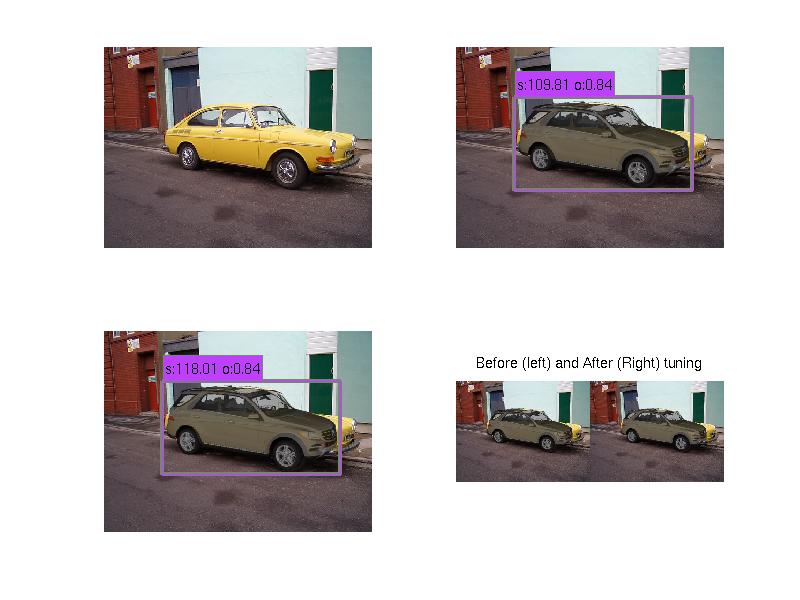 s:109.81 o:0.84
s:118.01 o:0.84
Before (left) and After (Right) tuning